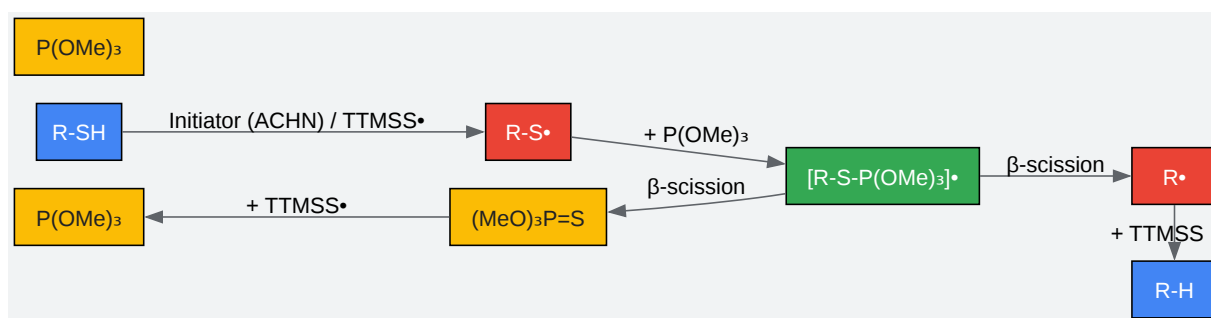 P(OMe)₃
R-SH
Initiator (ACHN) / TTMSS•
R-S•
+ P(OMe)₃
[R-S-P(OMe)₃]•
β-scission
R•
β-scission
(MeO)₃P=S
+ TTMSS•
P(OMe)₃
+ TTMSS
R-H